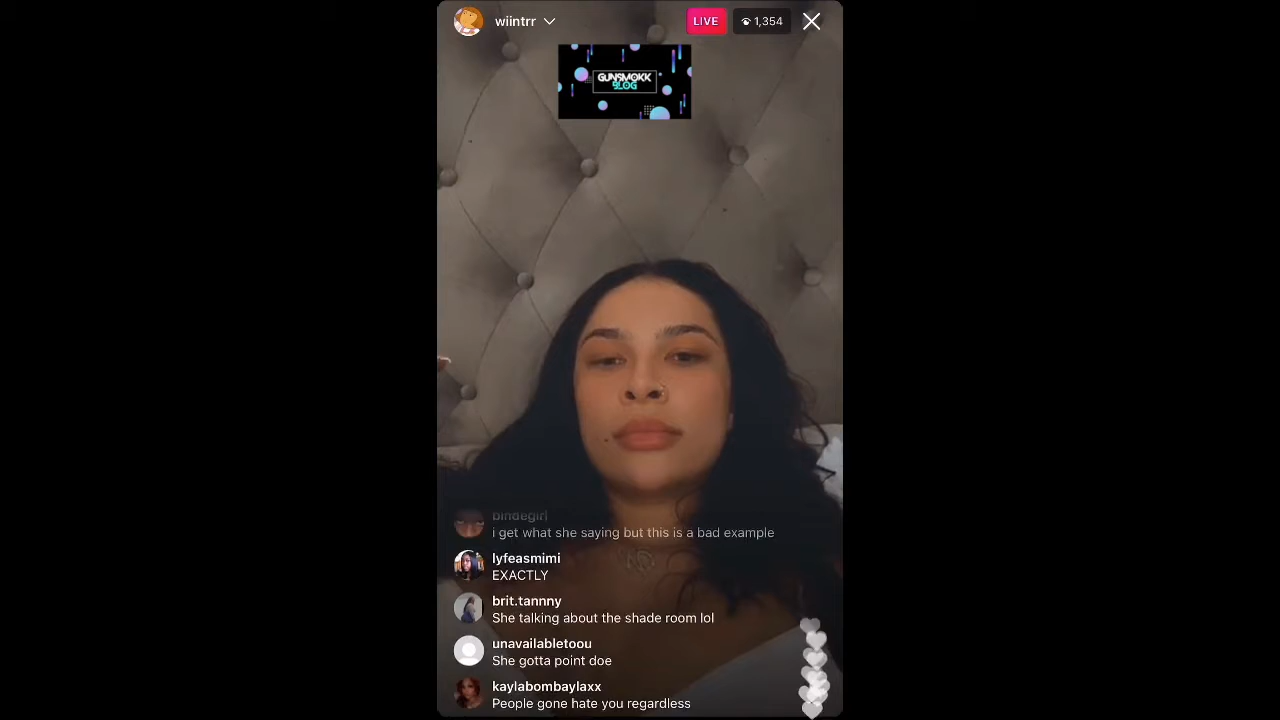 wiintrr
LIVE
1,354
GUNSMOKK
BLOG
bindegirl
i get what she saying but this is a bad example
lyfeasmimi
EXACTLY
brit.tannny
She talking about the shade room lol
unavailabletoou
She gotta point doe
kaylabombaylaxx
People gone hate you regardless